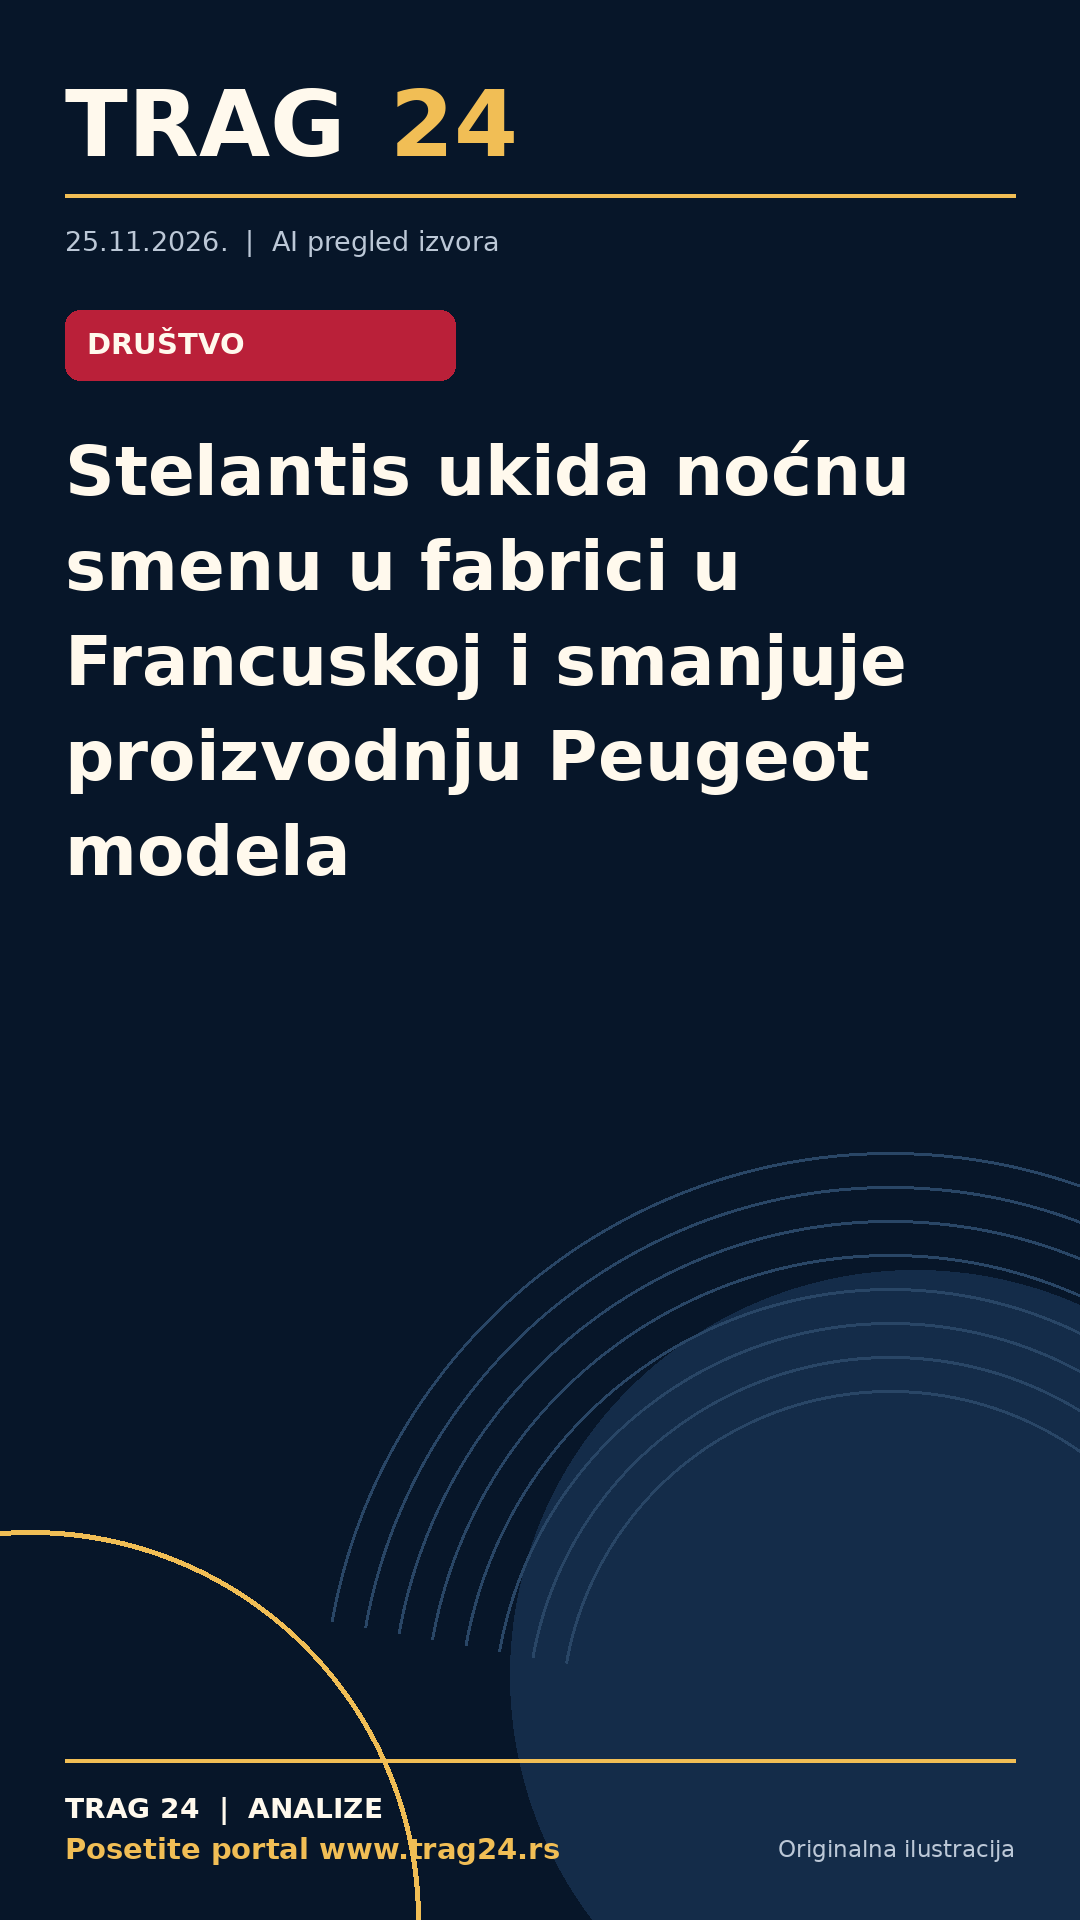 TRAG 24
25.11.2026. | AI pregled izvora
DRUŠTVO
Stelantis ukida noćnu
smenu u fabrici u
Francuskoj i smanjuje
proizvodnju Peugeot
modela
TRAG 24 | ANALIZE
Posetite portal www.trag24.rs
Originalna ilustracija